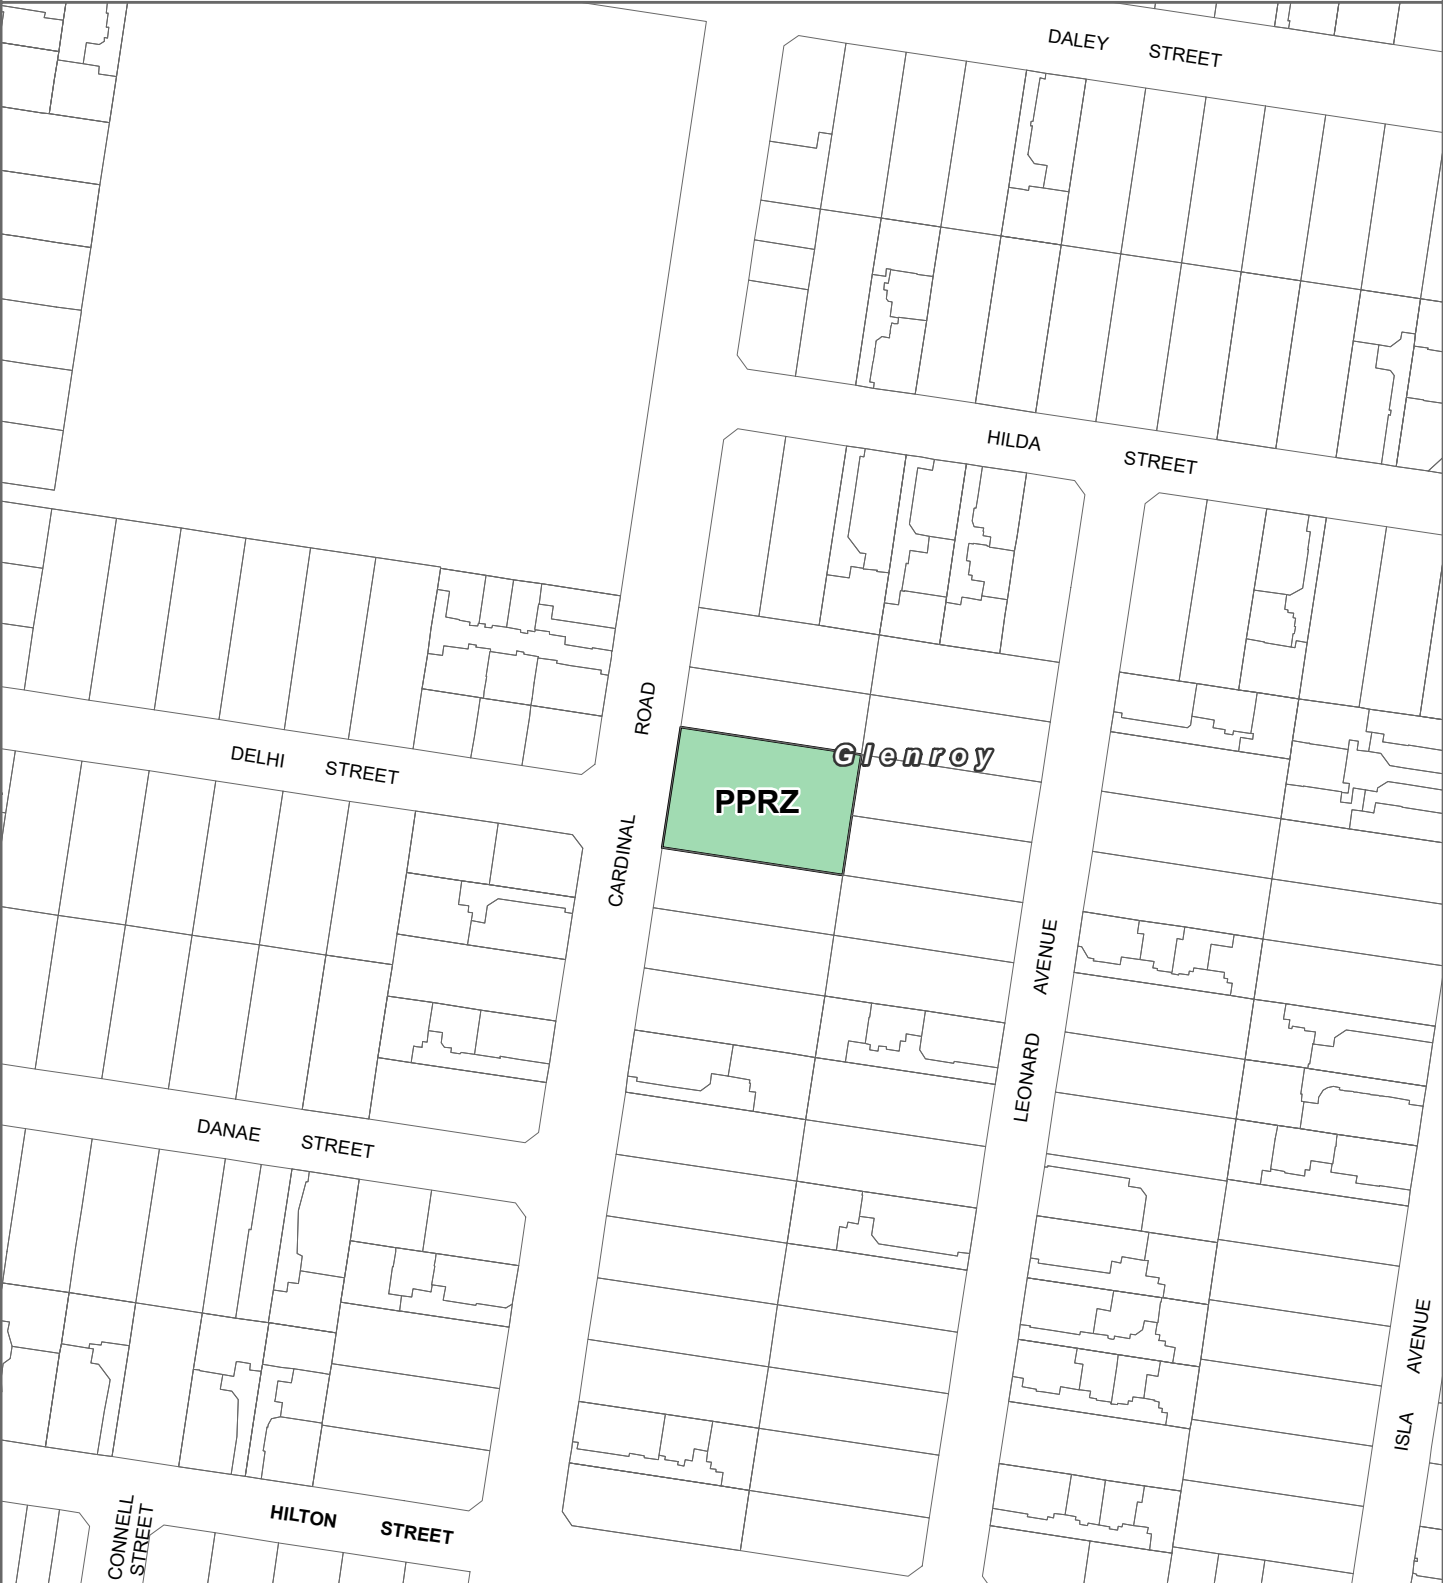 DALEY STREET
HILDA STREET
ROAD
Glenroy
DELHI STREET
PPRZ
CARDINAL
AVENUE
LEONARD
DANAE STREET
AVENUE
ISLA
HILTON STREET
CONNELL
STREET